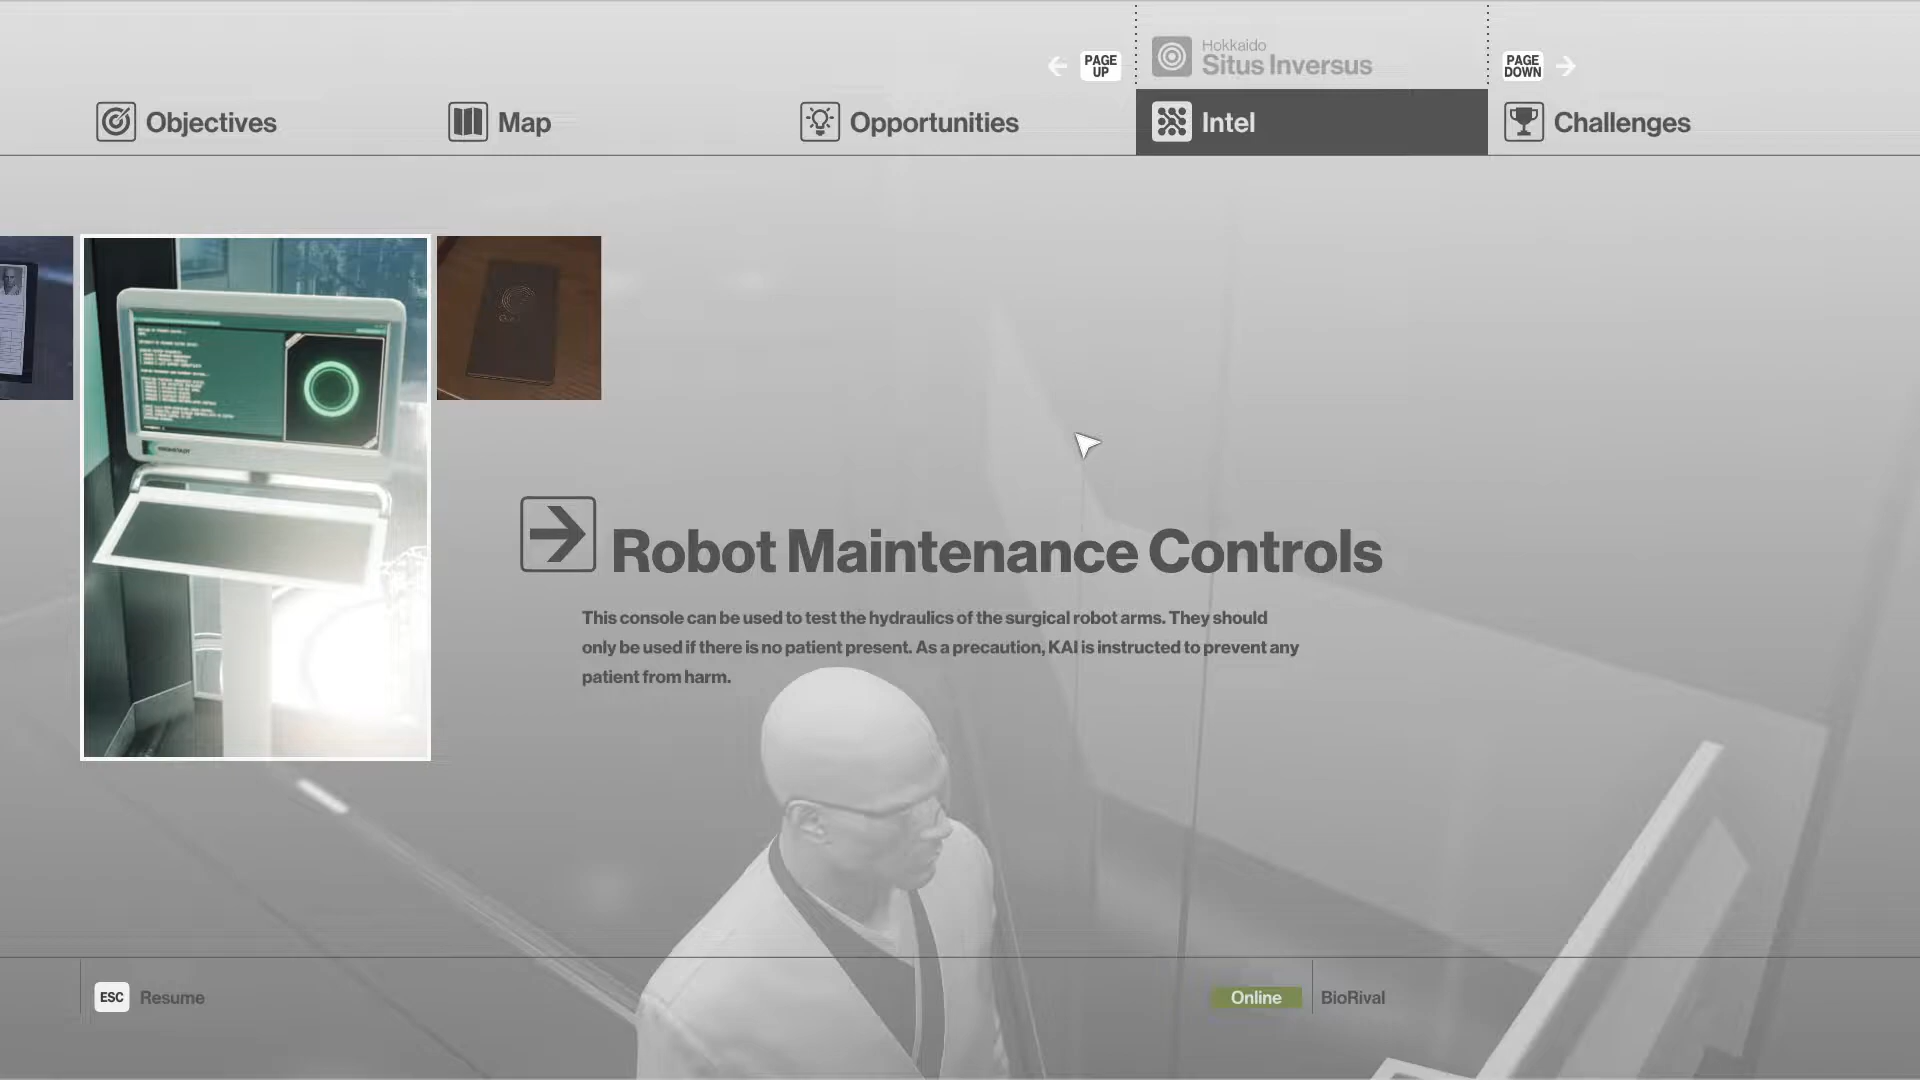 Hokkaido
Situs Inversus
PAGE UP
PAGE DOWN
Objectives
Map
Opportunities
Intel
Challenges
Robot Maintenance Controls
This console can be used to test the hydraulics of the surgical robot arms. They should
only be used if there is no patient present. As a precaution, KAI is instructed to prevent any
patient from harm.
ESC Resume
Online
BioRival